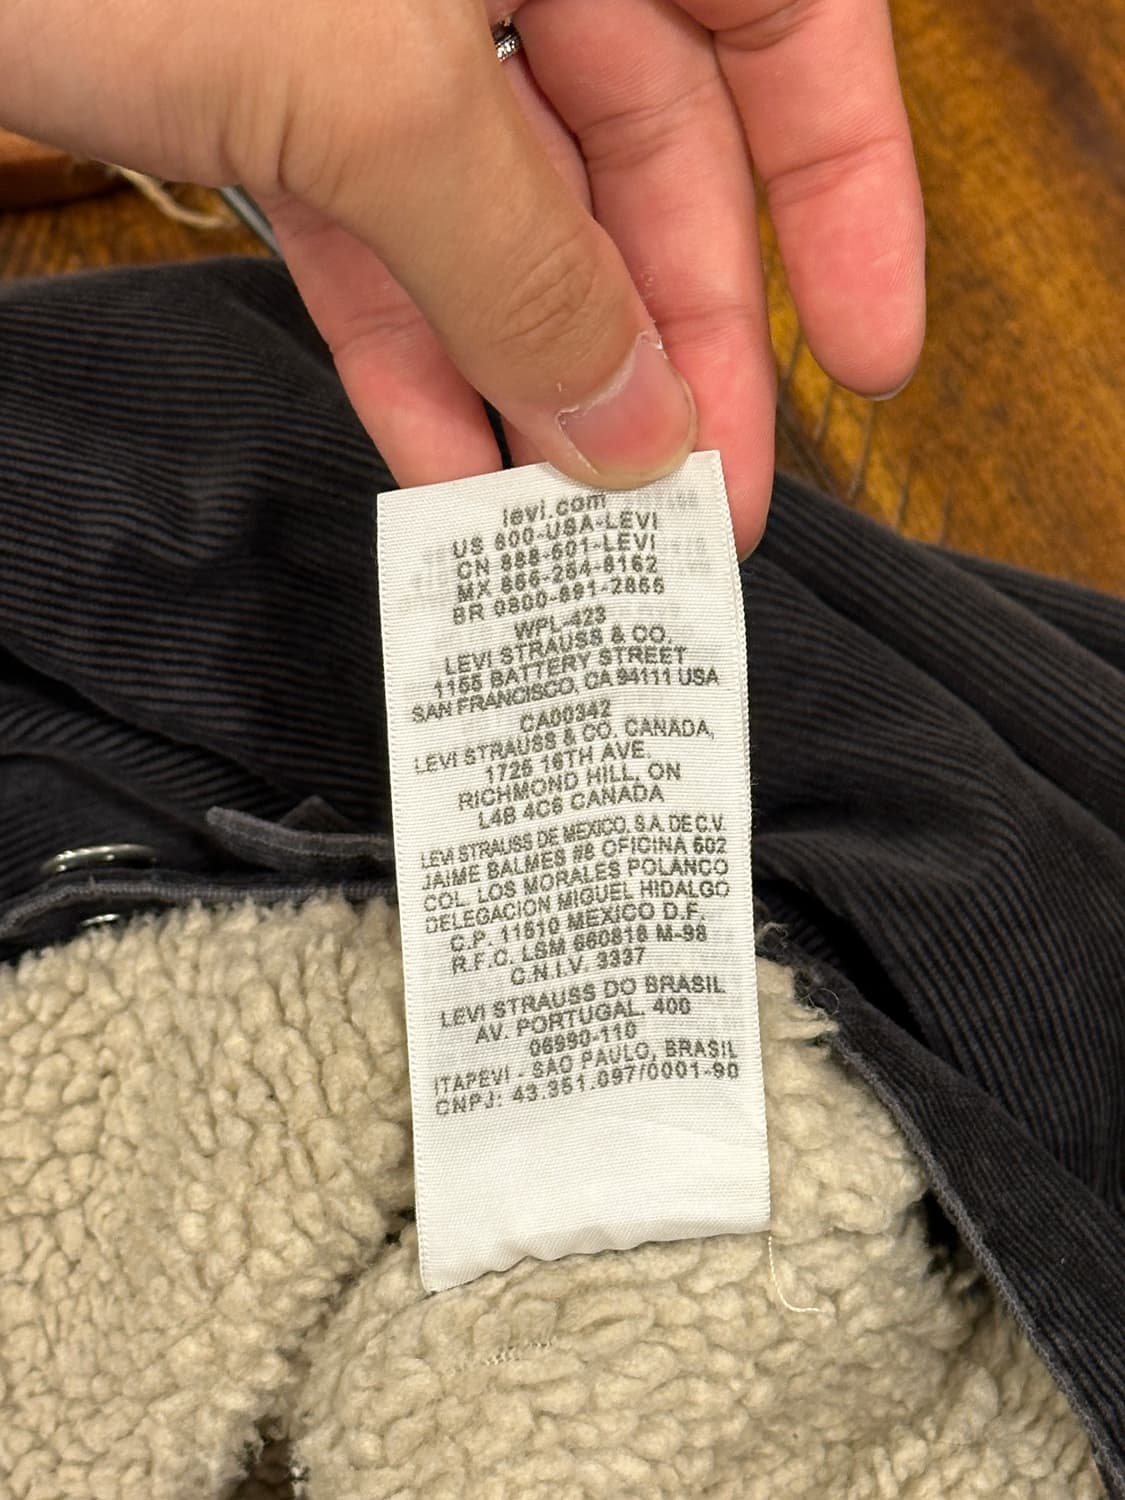 levi.com
US 800-USA-LEVI
CN 888-501-LEVI
MX 866-284-8162
BR 0800-891-2855
WPL-423
LEVI STRAUSS & CO.
1155 BATTERY STREET
SAN FRANCISCO, CA 94111 USA
CA00342
LEVI STRAUSS & CO. CANADA,
1725 16TH AVE.
RICHMOND HILL, ON
L4B 4C6 CANADA
LEVI STRAUSS DE MEXICO, S.A. DE C.V.
JAIME BALMES #8 OFICINA 602
COL. LOS MORALES POLANCO
DELEGACION MIGUEL HIDALGO
C.P. 11510 MEXICO D.F.
R.F.C. LSM 660818 M-98
C.N.I.V. 3337
LEVI STRAUSS DO BRASIL
AV. PORTUGAL, 400
06690-110
ITAPEVI - SAO PAULO, BRASIL
CNPJ: 43.351.097/0001-90